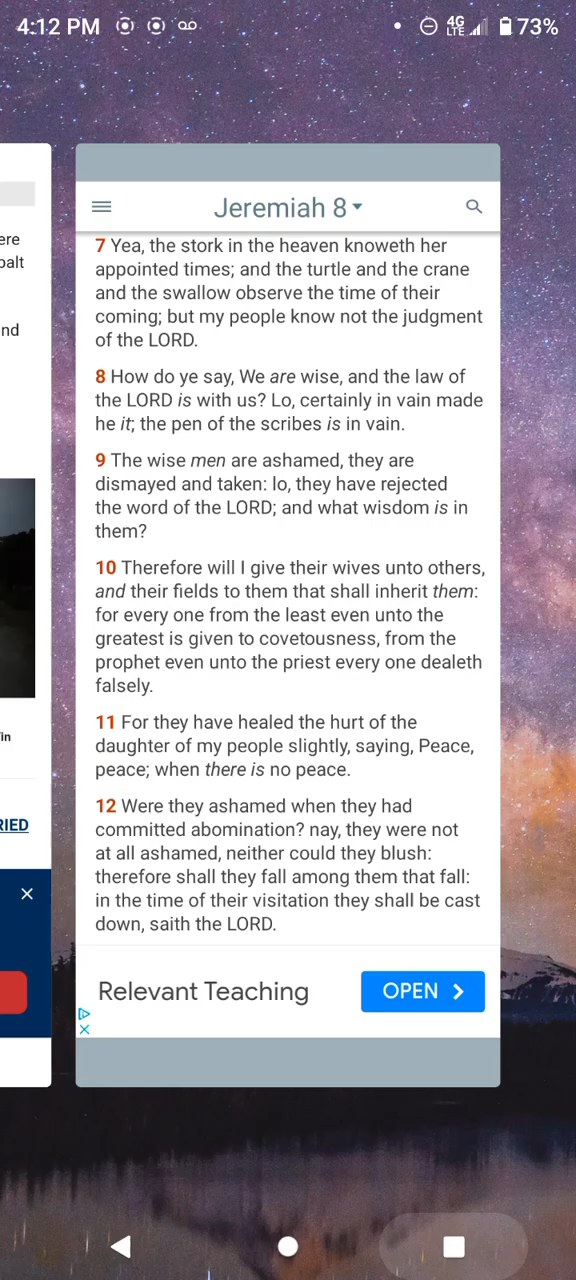 4:12 PM
4G
LTE
73%
Jeremiah 8
ere
palt
nd
7 Yea, the stork in the heaven knoweth her
appointed times; and the turtle and the crane
and the swallow observe the time of their
coming; but my people know not the judgment
of the LORD.
8 How do ye say, We are wise, and the law of
the LORD is with us? Lo, certainly in vain made
he it; the pen of the scribes is in vain.
9 The wise men are ashamed, they are
dismayed and taken: lo, they have rejected
the word of the LORD; and what wisdom is in
them?
10 Therefore will I give their wives unto others,
and their fields to them that shall inherit them:
for every one from the least even unto the
greatest is given to covetousness, from the
prophet even unto the priest every one dealeth
falsely.
11 For they have healed the hurt of the
daughter of my people slightly, saying, Peace,
peace; when there is no peace.
in
12 Were they ashamed when they had
committed abomination? nay, they were not
at all ashamed, neither could they blush:
therefore shall they fall among them that fall:
in the time of their visitation they shall be cast
down, saith the LORD.
RIED
Relevant Teaching
OPEN